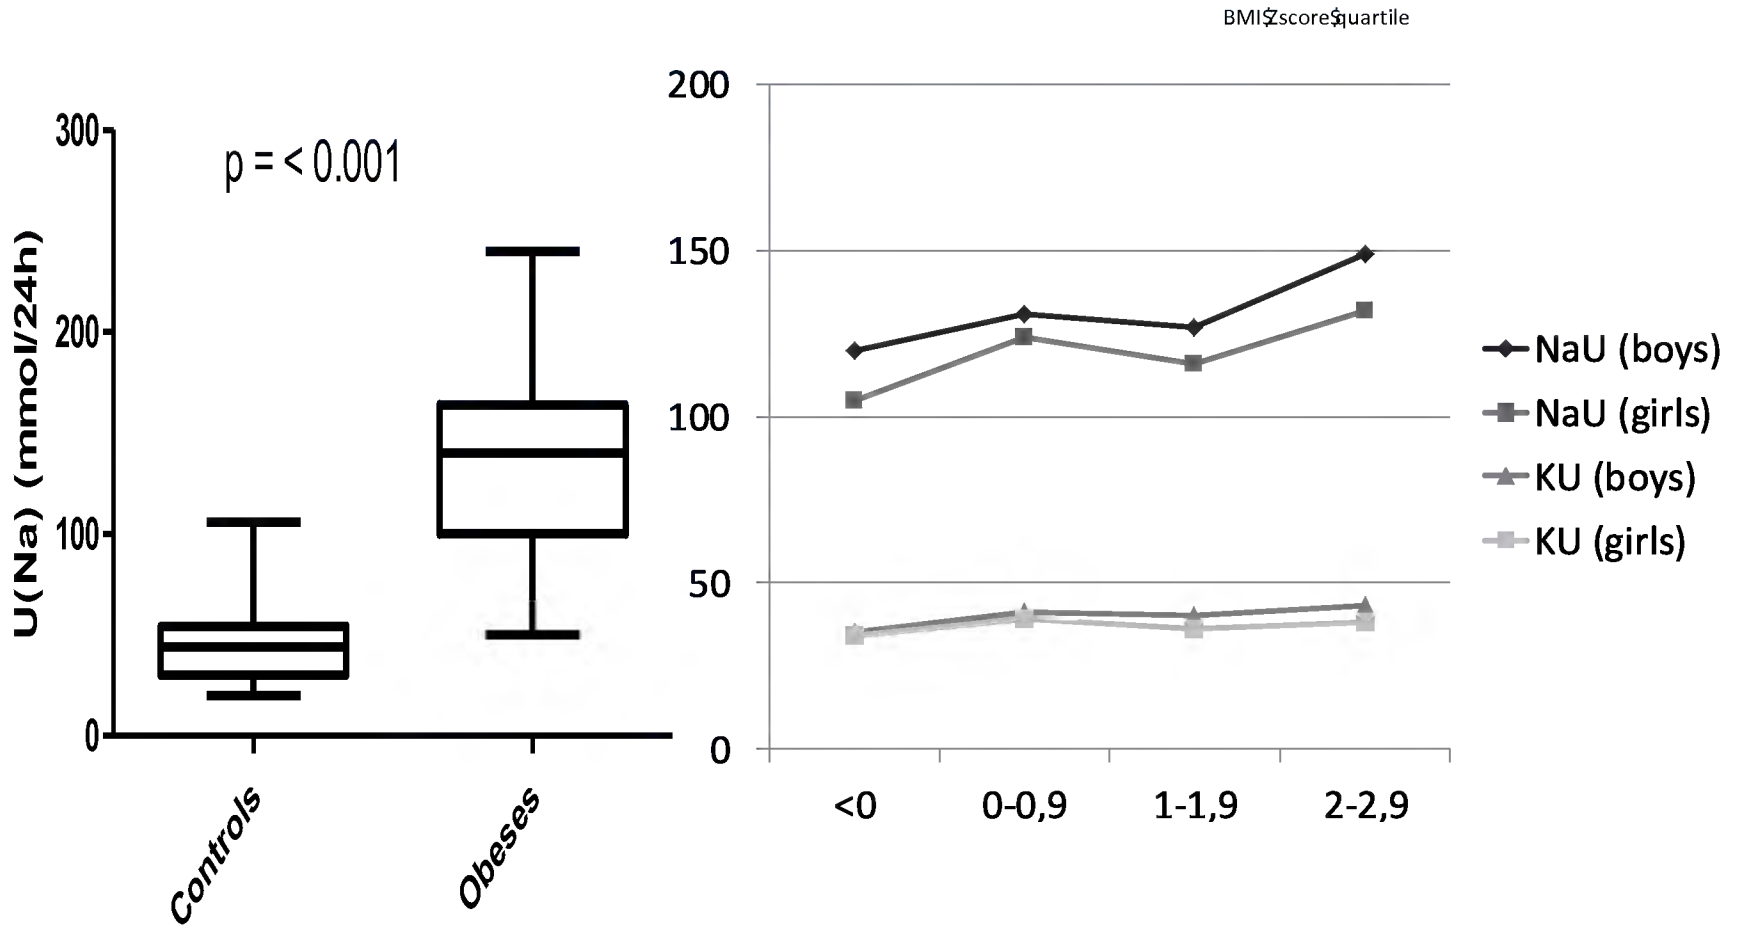 BMI$Zscore$quartile
300
200
100
0
U(Na) (mmol/24h)
p = < 0.001
Controls
Obeses
200
150
100
50
0
<0
0-0,9
1-1,9
2-2,9
NaU (boys)
NaU (girls)
KU (boys)
KU (girls)